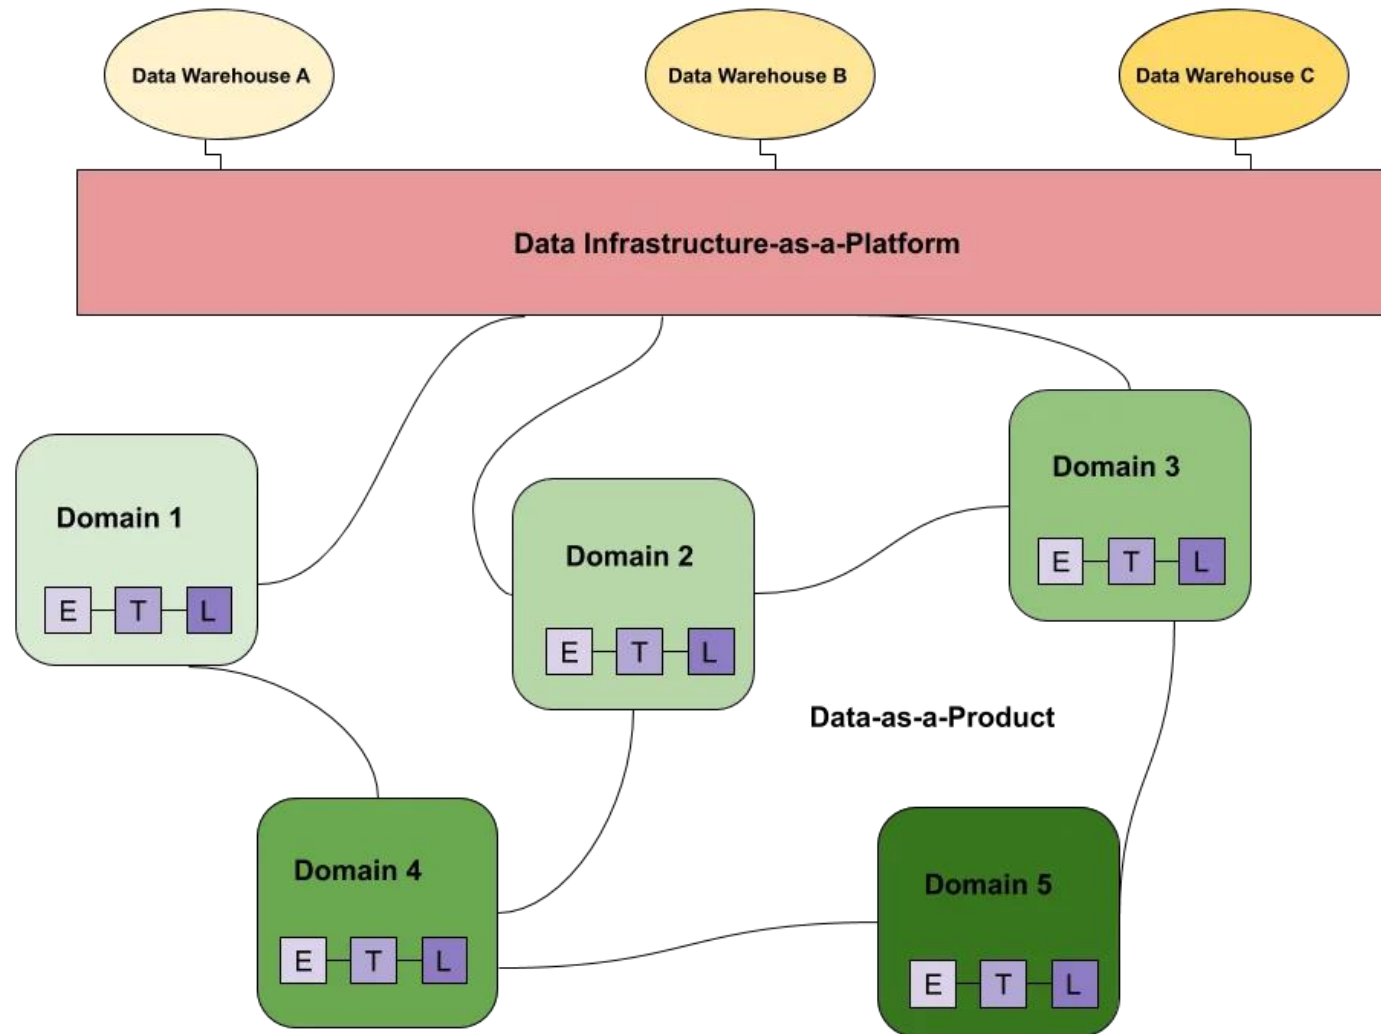 Data Warehouse A
Data Warehouse B
Data Warehouse C
Data Infrastructure-as-a-Platform
Domain 1
E T L
Domain 2
E T L
Domain 3
E T L
Data-as-a-Product
Domain 4
E T L
Domain 5
E T L